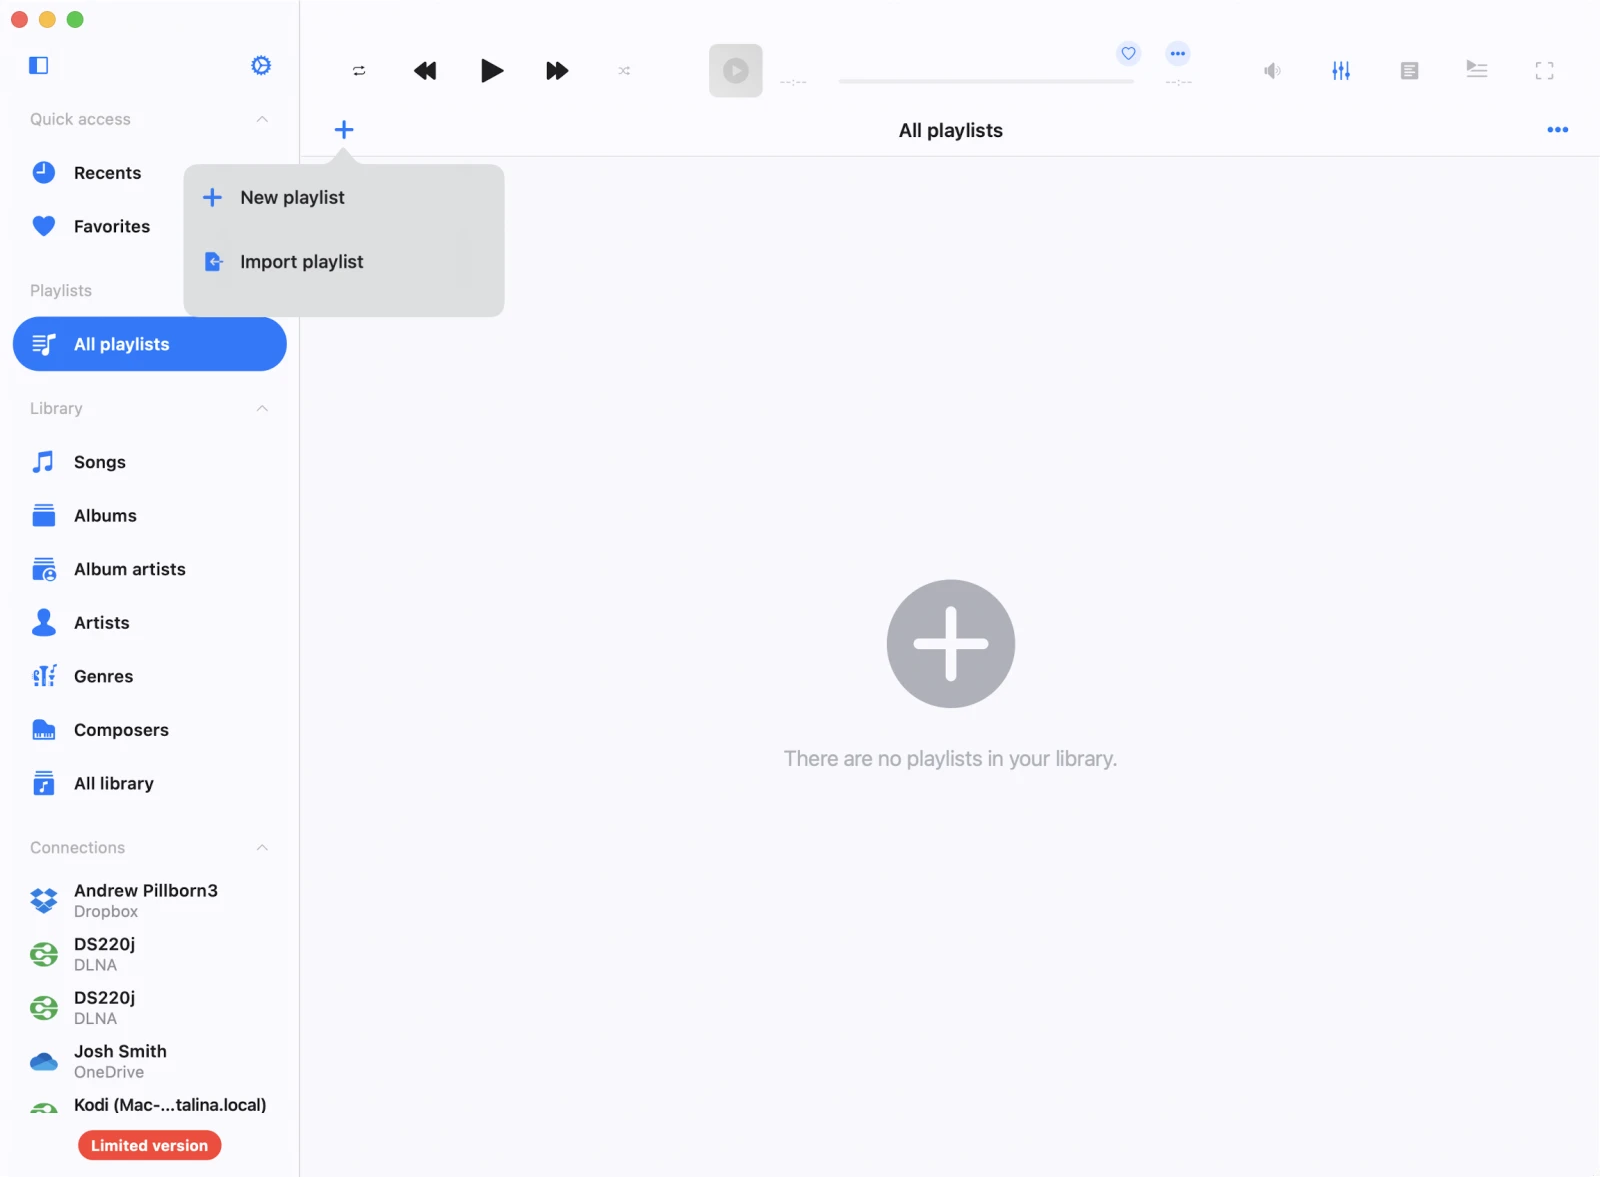 Quick access
Recents
Favorites
Playlists
All playlists
Library
Songs
Albums
Album artists
Artists
Genres
Composers
All library
Connections
Andrew Pillborn3
Dropbox
DS220j
DLNA
DS220j
DLNA
Josh Smith
OneDrive
Kodi (Mac-...talina.local)
Limited version
--:--
--:--
All playlists
New playlist
Import playlist
There are no playlists in your library.